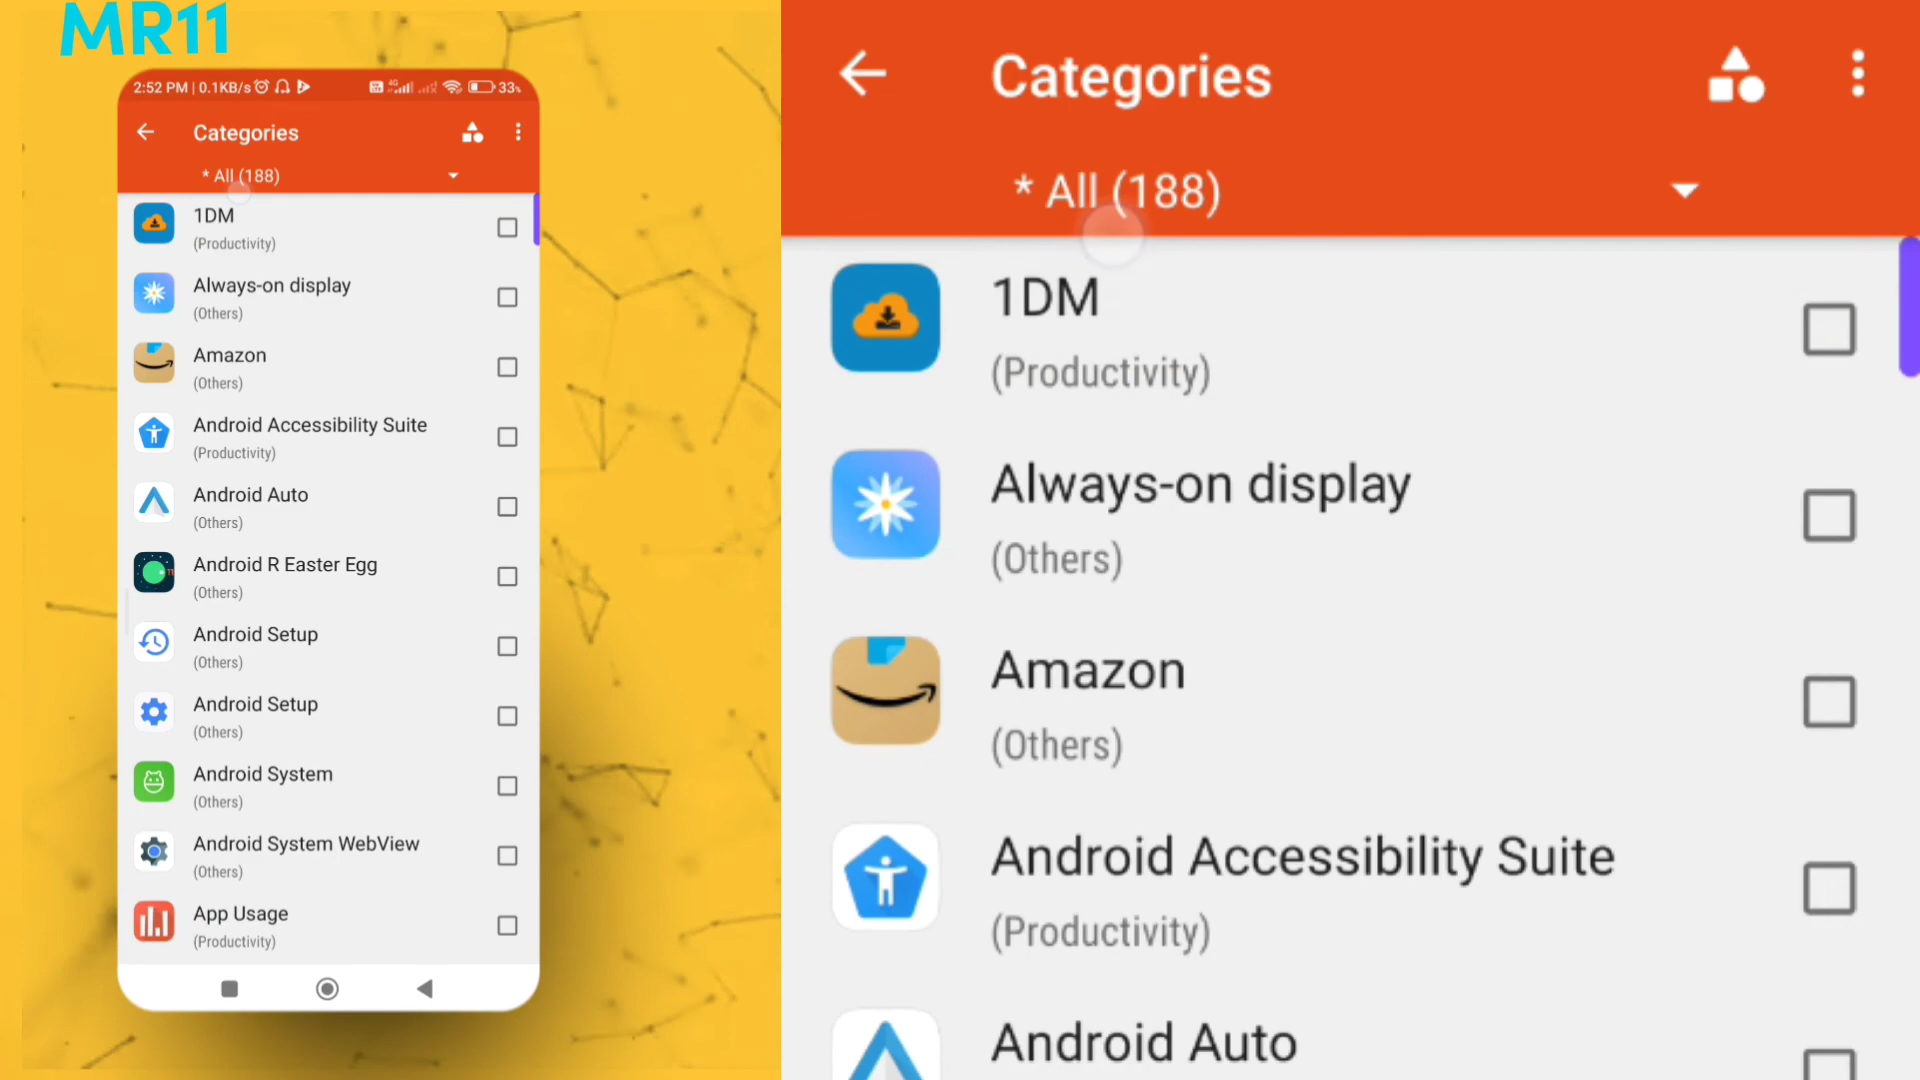 MR11
2:52 PM | 0.1KB/s 4G 33%
Categories
* All (188)
1DM
(Productivity)
Always-on display
(Others)
Amazon
(Others)
Android Accessibility Suite
(Productivity)
Android Auto
(Others)
Android R Easter Egg
(Others)
Android Setup
(Others)
Android Setup
(Others)
Android System
(Others)
Android System WebView
(Others)
App Usage
(Productivity)
Categories
* All (188)
1DM
(Productivity)
Always-on display
(Others)
Amazon
(Others)
Android Accessibility Suite
(Productivity)
Android Auto